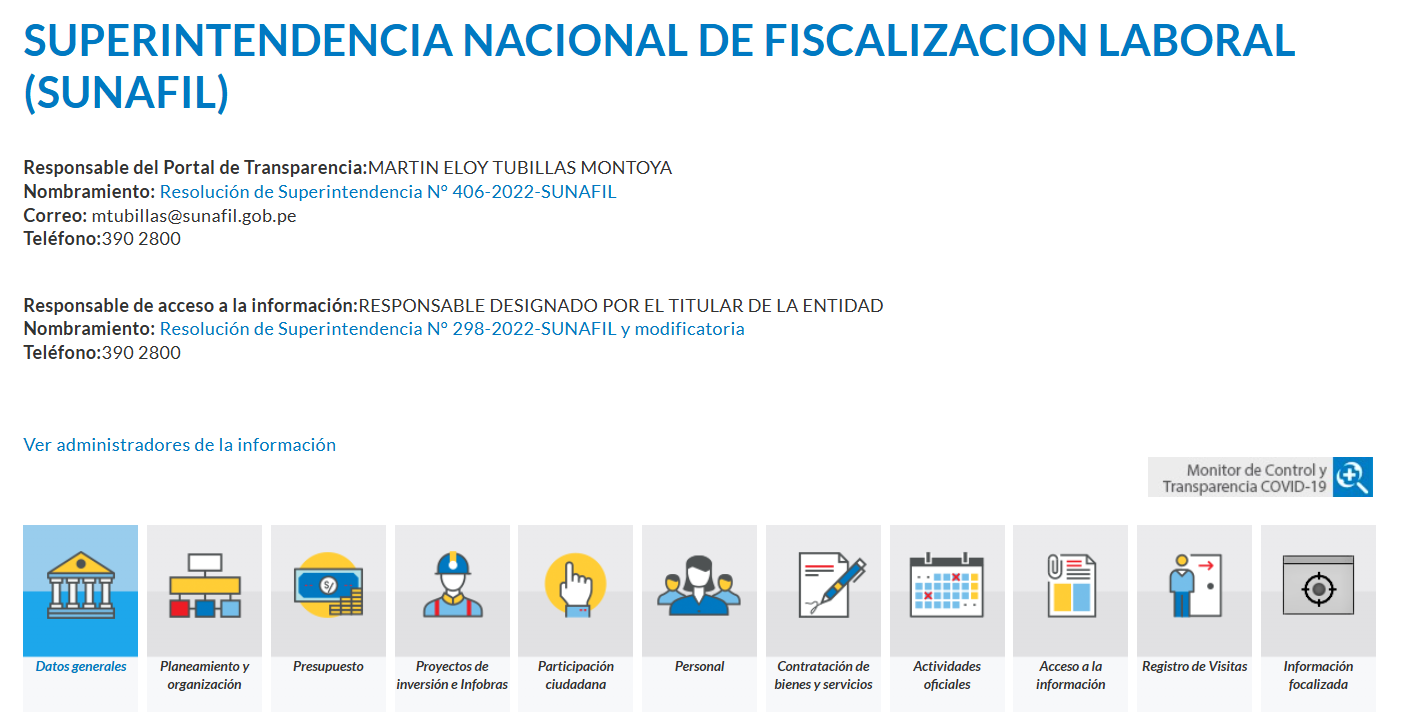 SUPERINTENDENCIA NACIONAL DE FISCALIZACION LABORAL
(SUNAFIL)
Responsable del Portal de Transparencia:MARTIN ELOY TUBILLAS MONTOYA
Nombramiento: Resolución de Superintendencia N° 406-2022-SUNAFIL
Correo: mtubillas@sunafil.gob.pe
Teléfono:390 2800
Responsable de acceso a la información:RESPONSABLE DESIGNADO POR EL TITULAR DE LA ENTIDAD
Nombramiento: Resolución de Superintendencia N° 298-2022-SUNAFIL y modificatoria
Teléfono:390 2800
Ver administradores de la información
Monitor de Control y
Transparencia COVID-19
S/
Datos generales
Planeamiento y
organización
Presupuesto
Proyectos de
inversión e Infobras
Participación
ciudadana
Personal
Contratación de
bienes y servicios
Actividades
oficiales
Acceso a la
información
Registro de Visitas
Información
focalizada